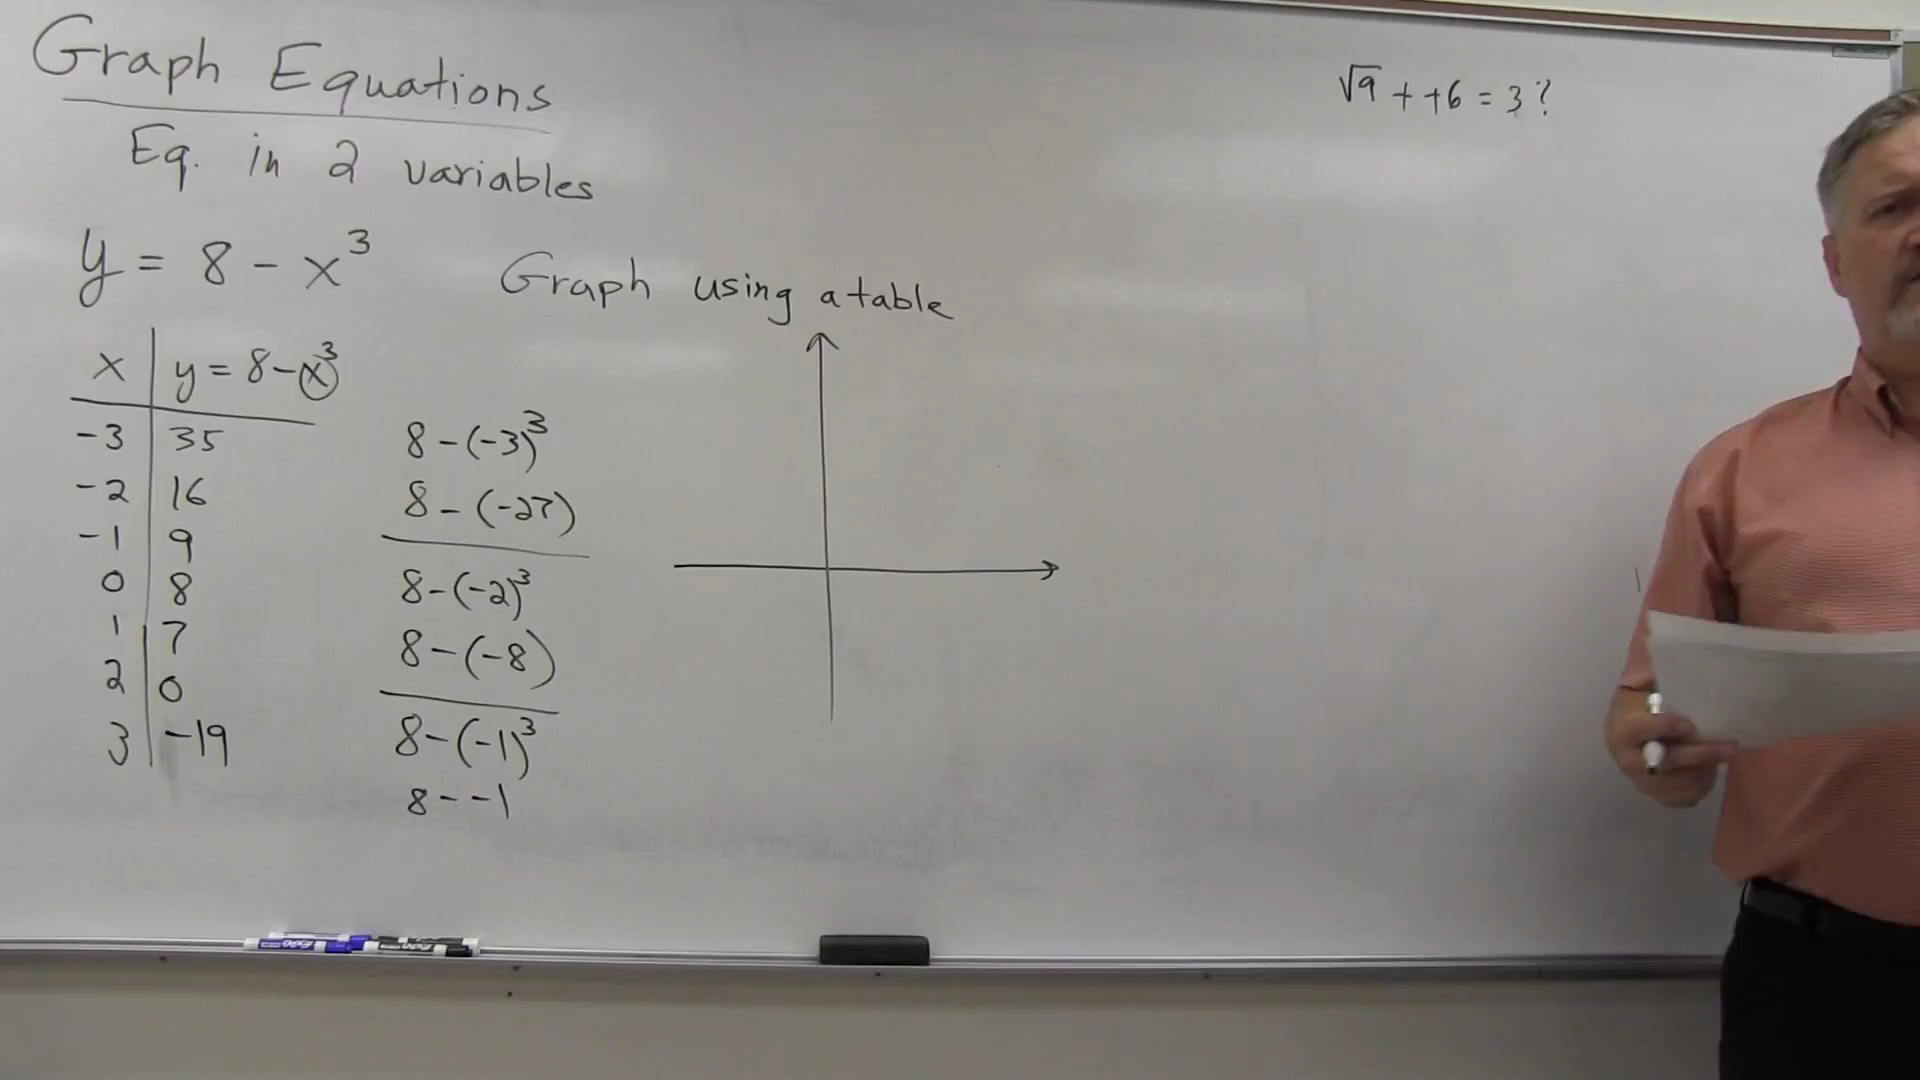 Graph Equations
Eq. in 2 variables
y = 8 - x³
Graph using a table
x | y = 8 - x³
-3 | 35
-2 | 16
-1 | 9
0 | 8
1 | 7
2 | 0
3 | -19
8 - (-3)³
8 - (-27)
8 - (-2)³
8 - (-8)
8 - (-1)³
8 - -1
√9 + +6 = 3?